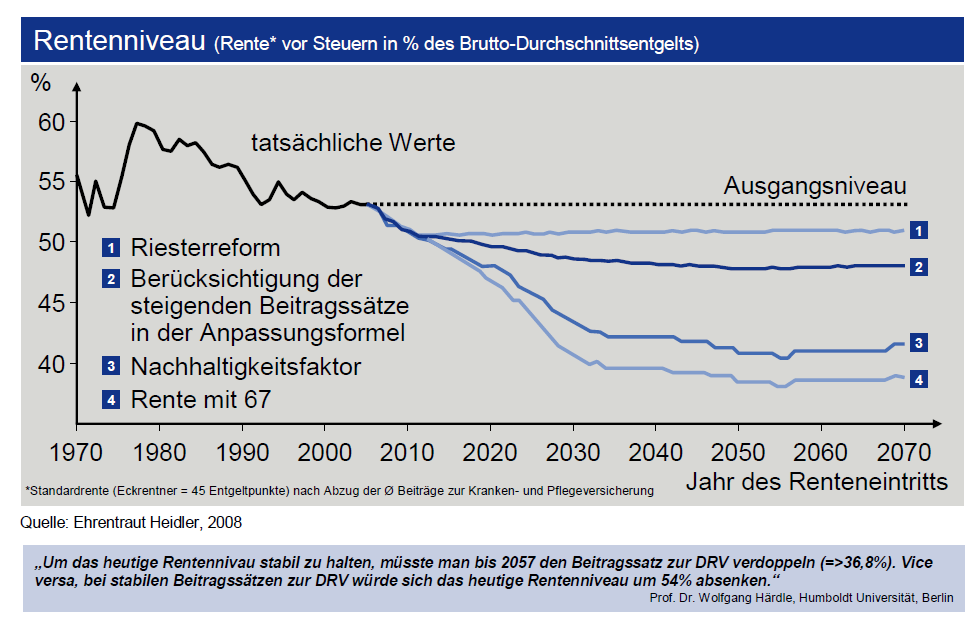 Rentenniveau (Rente* vor Steuern in % des Brutto-Durchschnittsentgelts)
%
60
55
50
45
40
tatsächliche Werte
Ausgangsniveau
1 Riesterreform
2 Berücksichtigung der
steigenden Beitragssätze
in der Anpassungsformel
3 Nachhaltigkeitsfaktor
4 Rente mit 67
1
2
3
4
1970 1980 1990 2000 2010 2020 2030 2040 2050 2060 2070
Jahr des Renteneintritts
*Standardrente (Eckrentner = 45 Entgeltpunkte) nach Abzug der Ø Beiträge zur Kranken- und Pflegeversicherung
Quelle: Ehrentraut Heidler, 2008
„Um das heutige Rentennivau stabil zu halten, müsste man bis 2057 den Beitragssatz zur DRV verdoppeln (=>36,8%). Vice
versa, bei stabilen Beitragssätzen zur DRV würde sich das heutige Rentenniveau um 54% absenken.“
Prof. Dr. Wolfgang Härdle, Humboldt Universität, Berlin